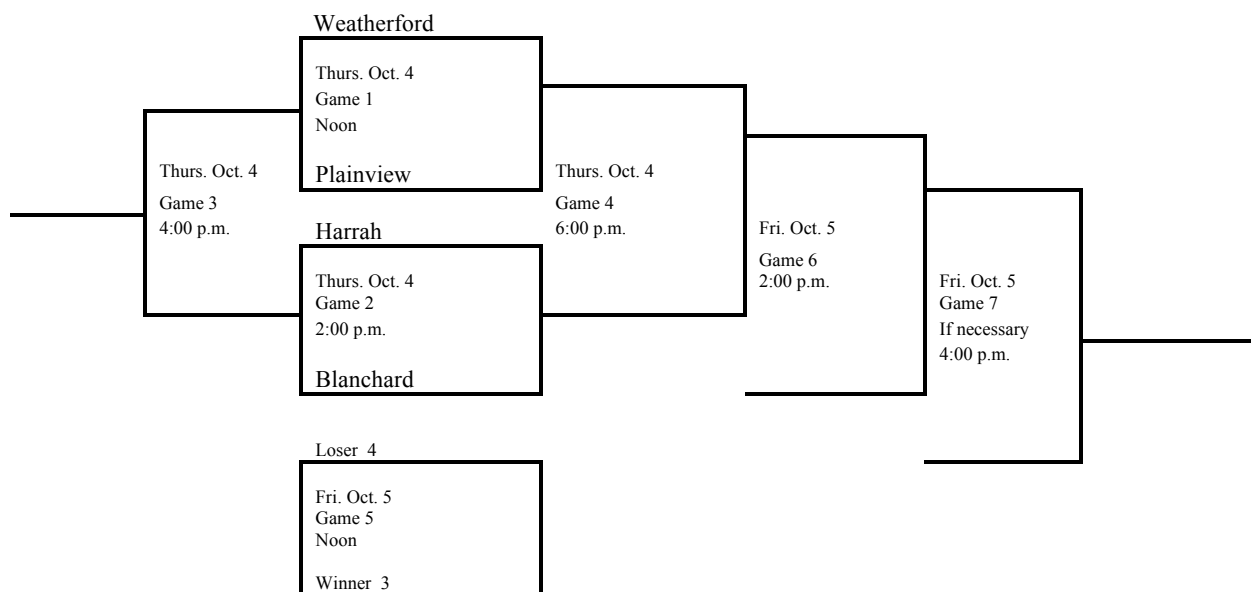 Weatherford
Thurs. Oct. 4
Game 1
Noon
Plainview
Thurs. Oct. 4
Game 3
4:00 p.m.
Thurs. Oct. 4
Game 4
6:00 p.m.
Harrah
Thurs. Oct. 4
Game 2
2:00 p.m.
Blanchard
Fri. Oct. 5
Game 6
2:00 p.m.
Fri. Oct. 5
Game 7
If necessary
4:00 p.m.
Loser 4
Fri. Oct. 5
Game 5
Noon
Winner 3